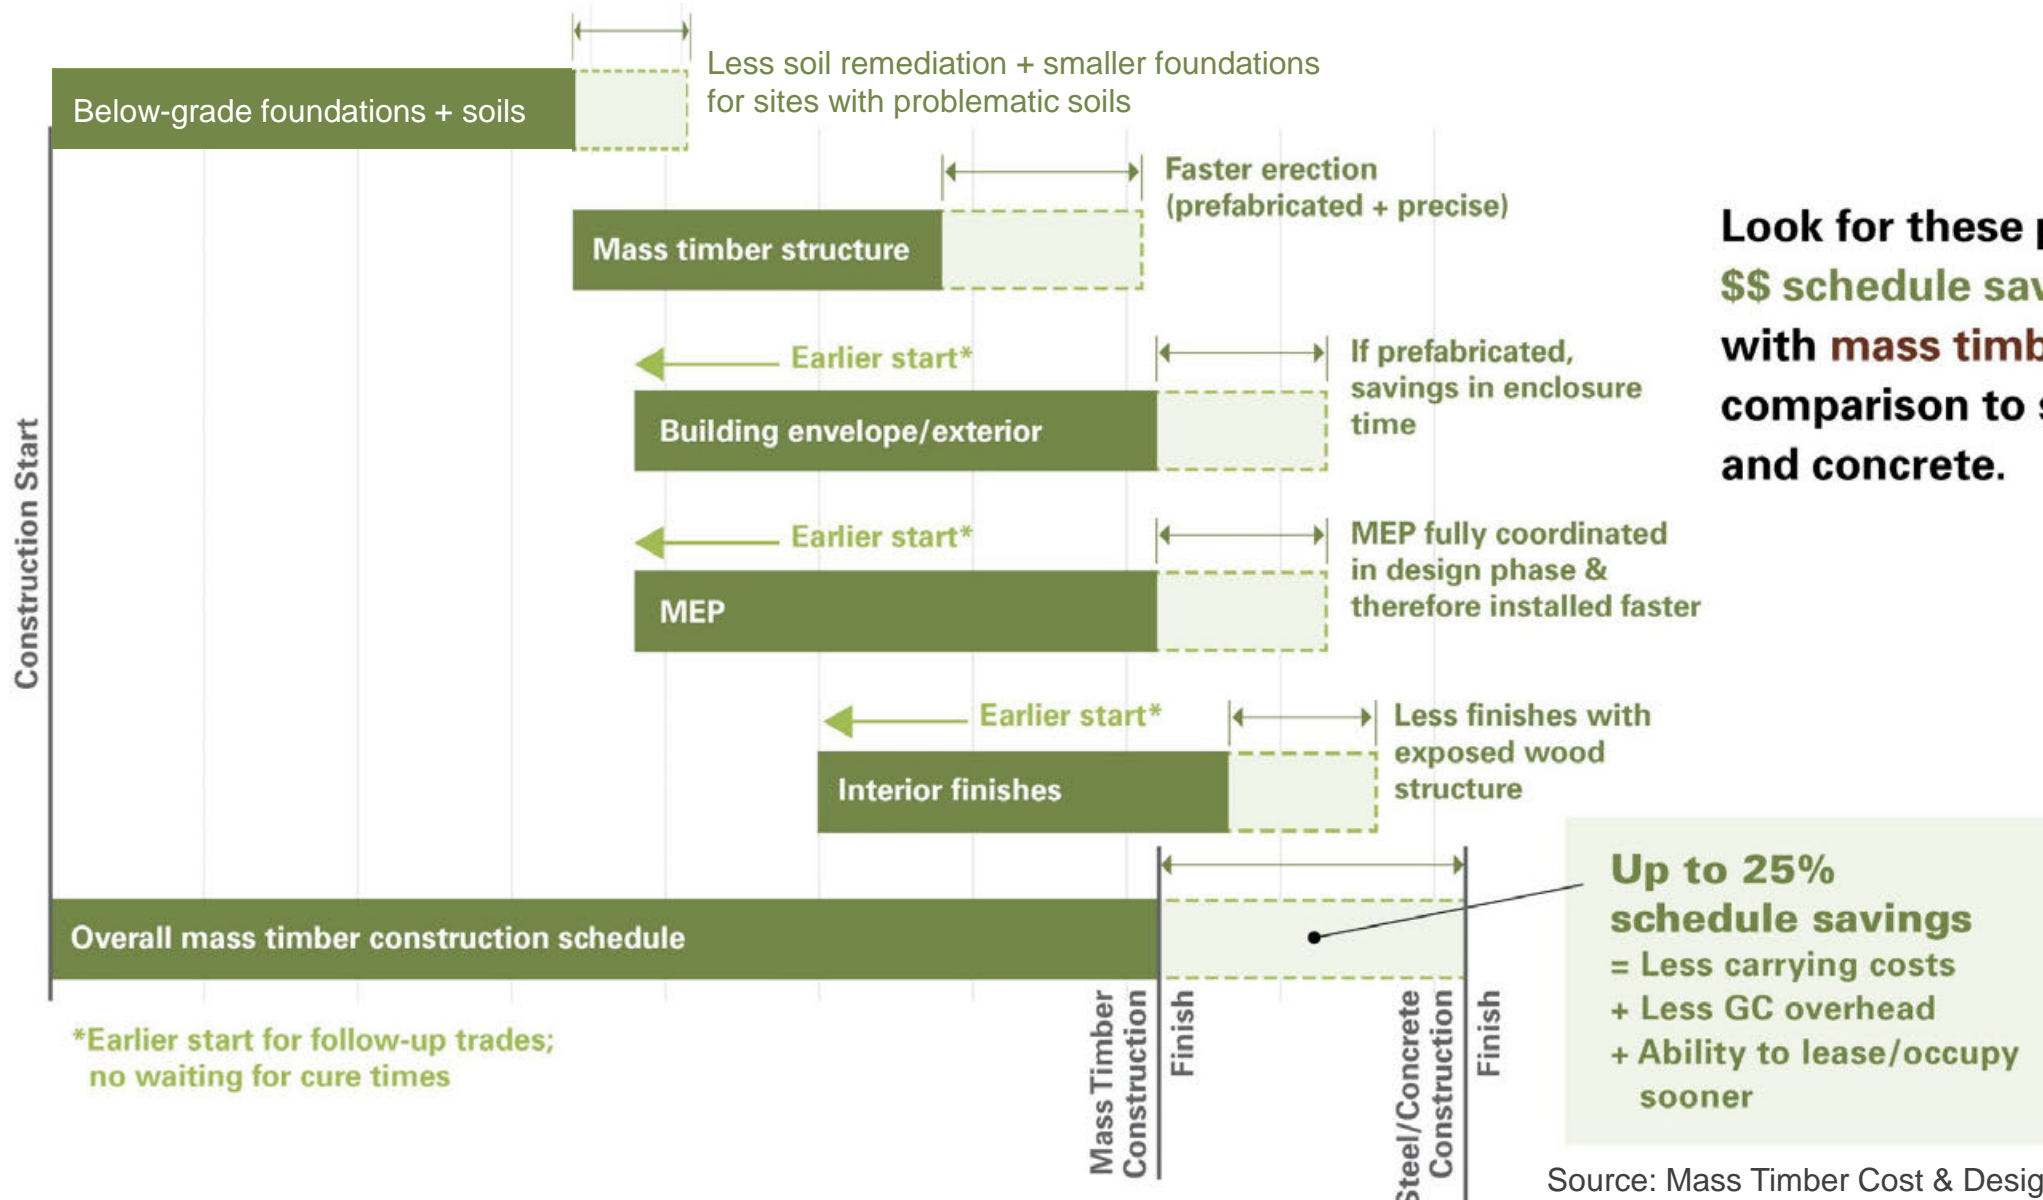 Less soil remediation + smaller foundations
for sites with problematic soils
Below-grade foundations + soils
Faster erection
(prefabricated + precise)
Mass timber structure
Look for these
$$ schedule
with mass
comparison to
and concrete.
Earlier start*
If prefabricated,
savings in enclosure
time
Building envelope/exterior
Construction Start
Earlier start*
MEP fully coordinated
in design phase &
therefore installed faster
MEP
Earlier start*
Less finishes with
exposed wood
structure
Interior finishes
Overall mass timber construction schedule
Up to 25%
schedule savings
= Less carrying costs
+ Less GC overhead
+ Ability to lease/occupy
sooner
*Earlier start for follow-up trades;
no waiting for cure times
Mass Timber
Construction
Finish
Steel/Concrete
Construction
Finish
Source: Mass Timber Cost &